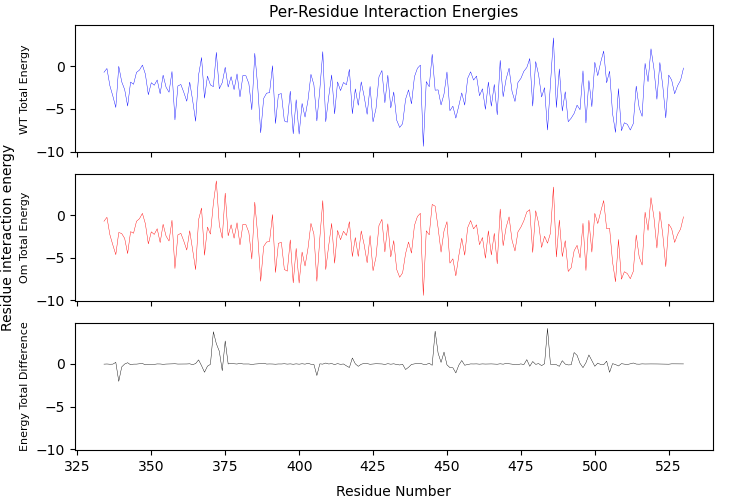 Per-Residue Interaction Energies
Residue interaction energy
WT Total Energy
0
−5
−10
Om Total Energy
0
−5
−10
Energy Total Difference
0
−5
−10
325 350 375 400 425 450 475 500 525
Residue Number